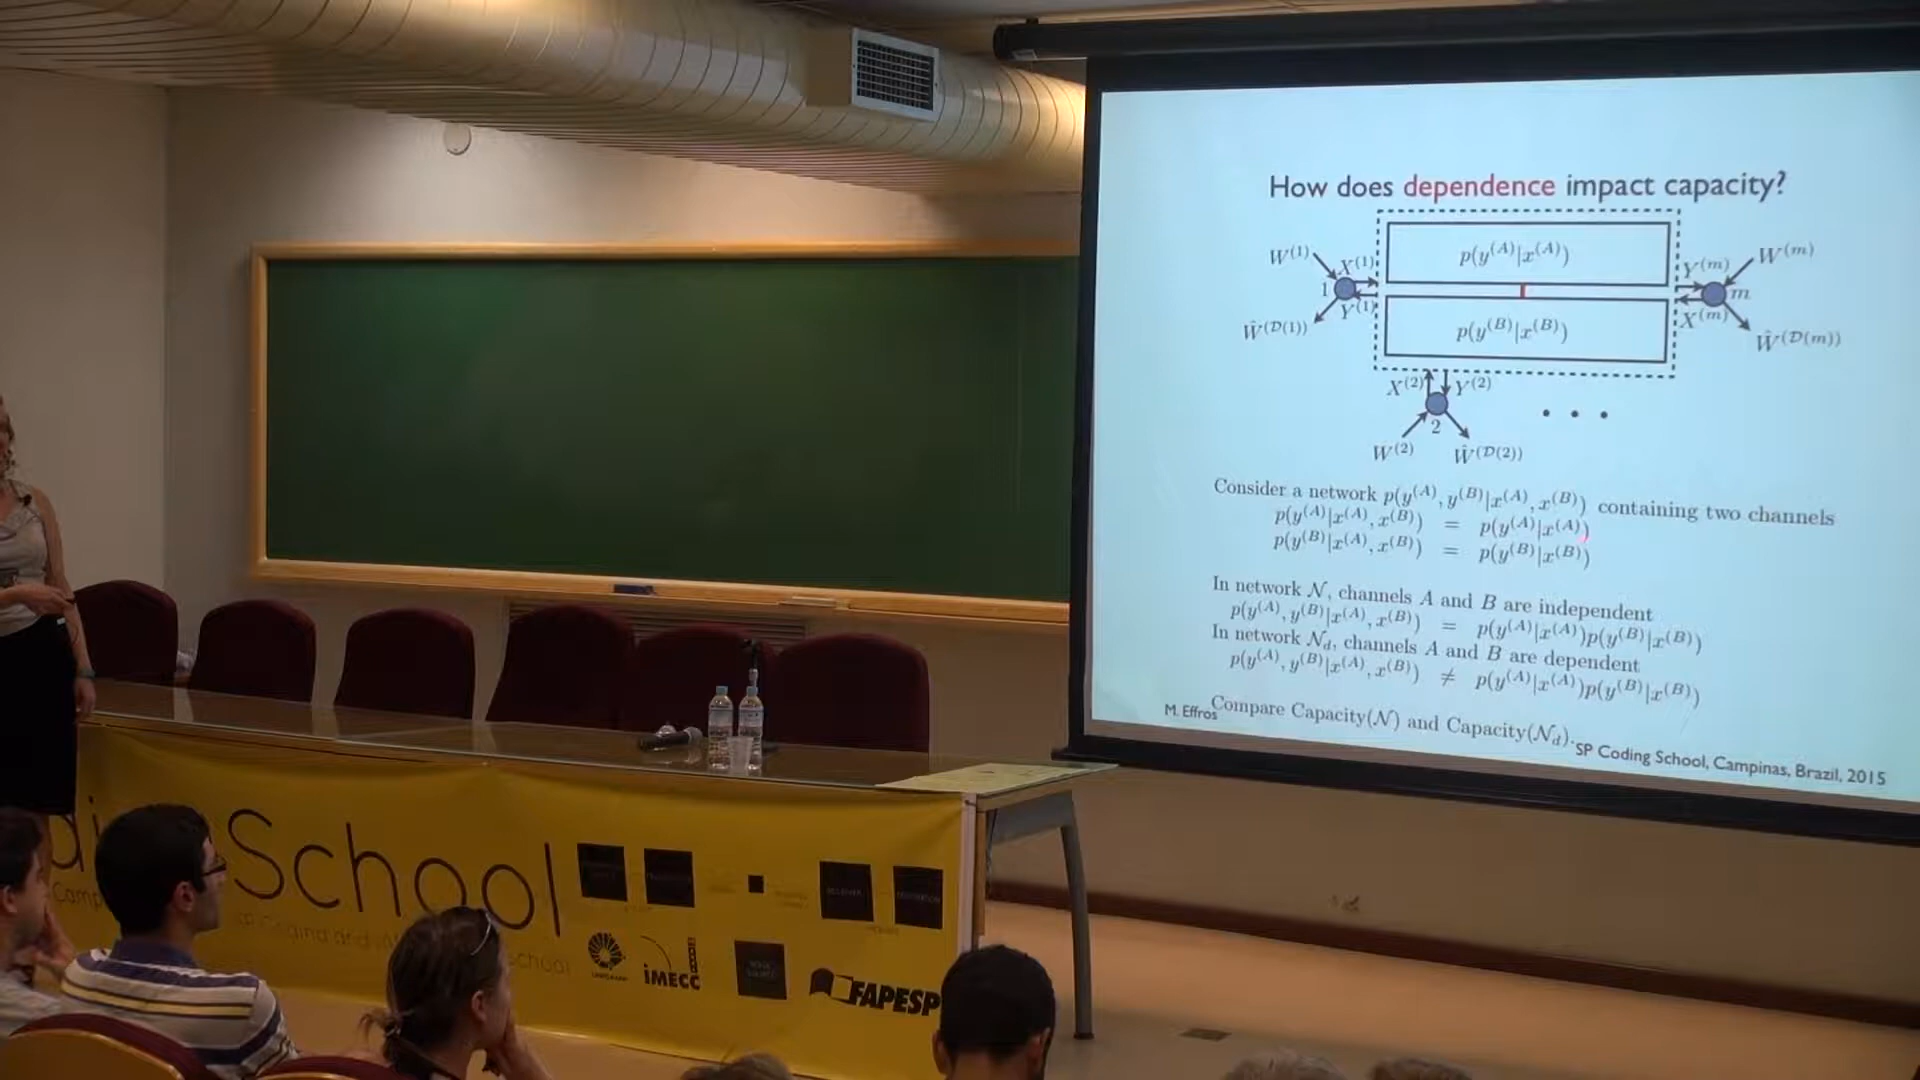 How does dependence impact capacity?
p(y^{(A)}|x^{(A)})
W^{(1)}
X^{(1)}
1
Y^{(1)}
Ŵ^{(D(1))}
p(y^{(B)}|x^{(B)})
Y^{(m)}
W^{(m)}
m
X^{(m)}
Ŵ^{(D(m))}
X^{(2)} Y^{(2)}
2
W^{(2)} Ŵ^{(D(2))}
Consider a network p(y^{(A)}, y^{(B)}|x^{(A)}, x^{(B)}) containing two channels
p(y^{(A)}|x^{(A)}, x^{(B)}) = p(y^{(A)}|x^{(A)})
p(y^{(B)}|x^{(A)}, x^{(B)}) = p(y^{(B)}|x^{(B)})
In network N, channels A and B are independent
p(y^{(A)}, y^{(B)}|x^{(A)}, x^{(B)}) = p(y^{(A)}|x^{(A)})p(y^{(B)}|x^{(B)})
In network N_d, channels A and B are dependent
p(y^{(A)}, y^{(B)}|x^{(A)}, x^{(B)}) ≠ p(y^{(A)}|x^{(A)})p(y^{(B)}|x^{(B)})
Compare Capacity(N) and Capacity(N_d).
M. Effros
SP Coding School, Campinas, Brazil, 2015
School
iMECC
FAPESP